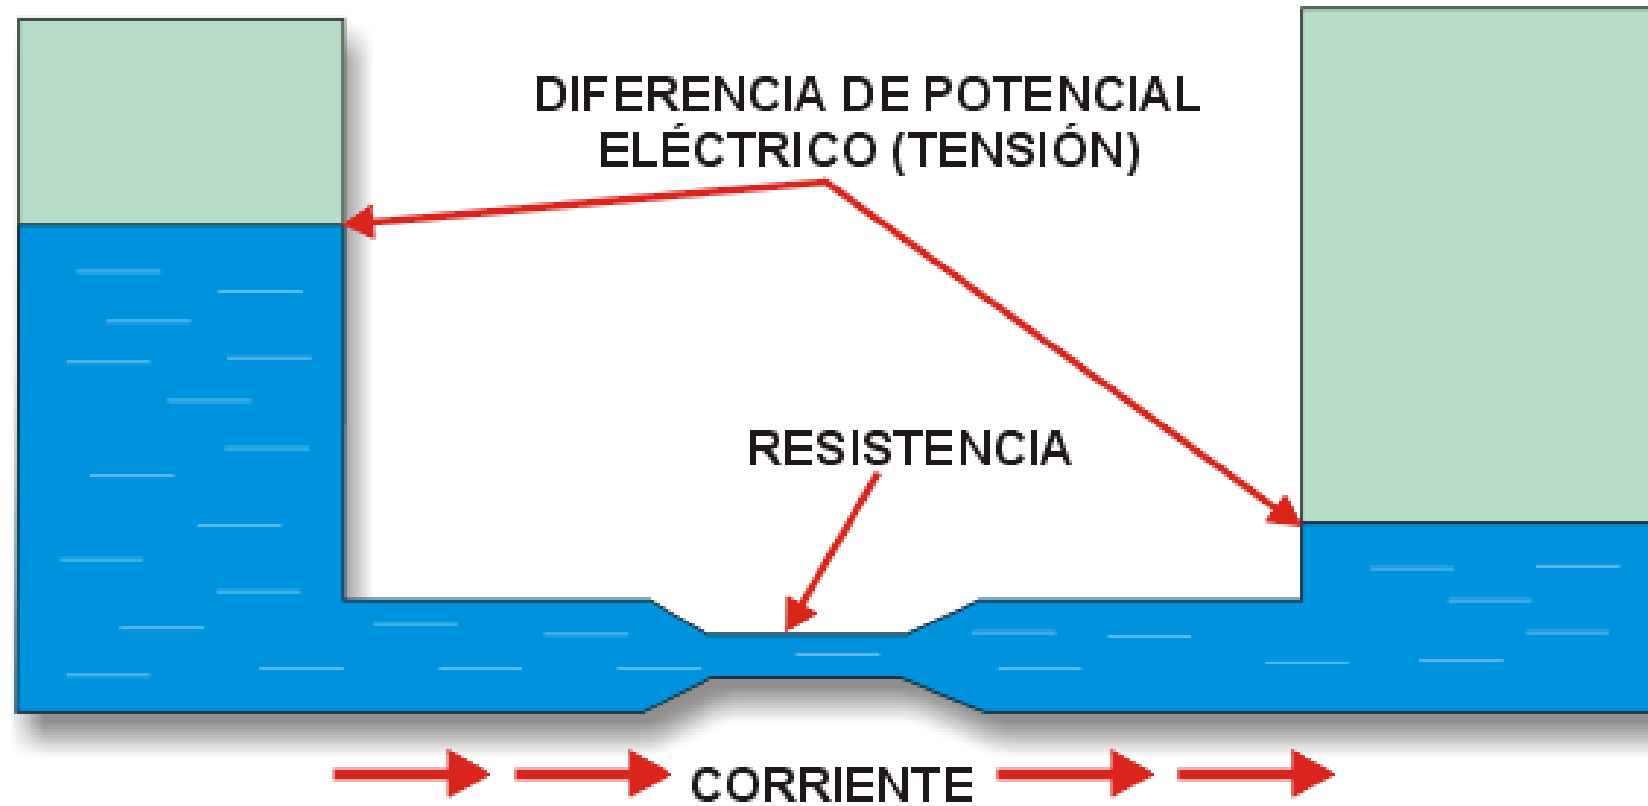 DIFERENCIA DE POTENCIAL
ELÉCTRICO (TENSIÓN)
RESISTENCIA
CORRIENTE